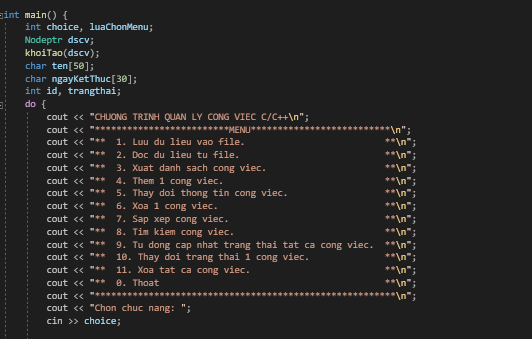 int main() {
int choice, luaChonMenu;
Nodeptr dscv;
khoiTao(dscv);
char ten[50];
char ngayKetThuc[30];
int id, trangthai;
do {
cout << "CHUONG TRINH QUAN LY CONG VIEC C/C++\n";
cout << "*************************MENU**************************\n";
cout << "**  1. Luu du lieu vao file.                          **\n";
cout << "**  2. Doc du lieu tu file.                           **\n";
cout << "**  3. Xuat danh sach cong viec.                      **\n";
cout << "**  4. Them 1 cong viec.                              **\n";
cout << "**  5. Thay doi thong tin cong viec.                  **\n";
cout << "**  6. Xoa 1 cong viec.                               **\n";
cout << "**  7. Sap xep cong viec.                             **\n";
cout << "**  8. Tim kiem cong viec.                            **\n";
cout << "**  9. Tu dong cap nhat trang thai tat ca cong viec.  **\n";
cout << "**  10. Thay doi trang thai 1 cong viec.              **\n";
cout << "**  11. Xoa tat ca cong viec.                         **\n";
cout << "**  0. Thoat                                          **\n";
cout << "********************************************************\n";
cout << "Chon chuc nang: ";
cin >> choice;